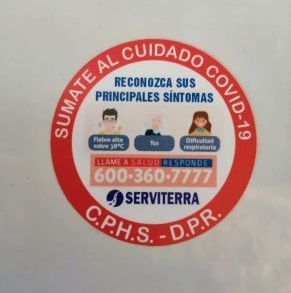 SUMATE AL CUIDADO COVID-19
RECONOZCA SUS
PRINCIPALES SÍNTOMAS
Fiebre alta
sobre 38ºC
Tos
Dificultad
respiratoria
LLAME A SALUD RESPONDE
600·360·7777
SERVITERRA
C.P.H.S. - D.P.R.